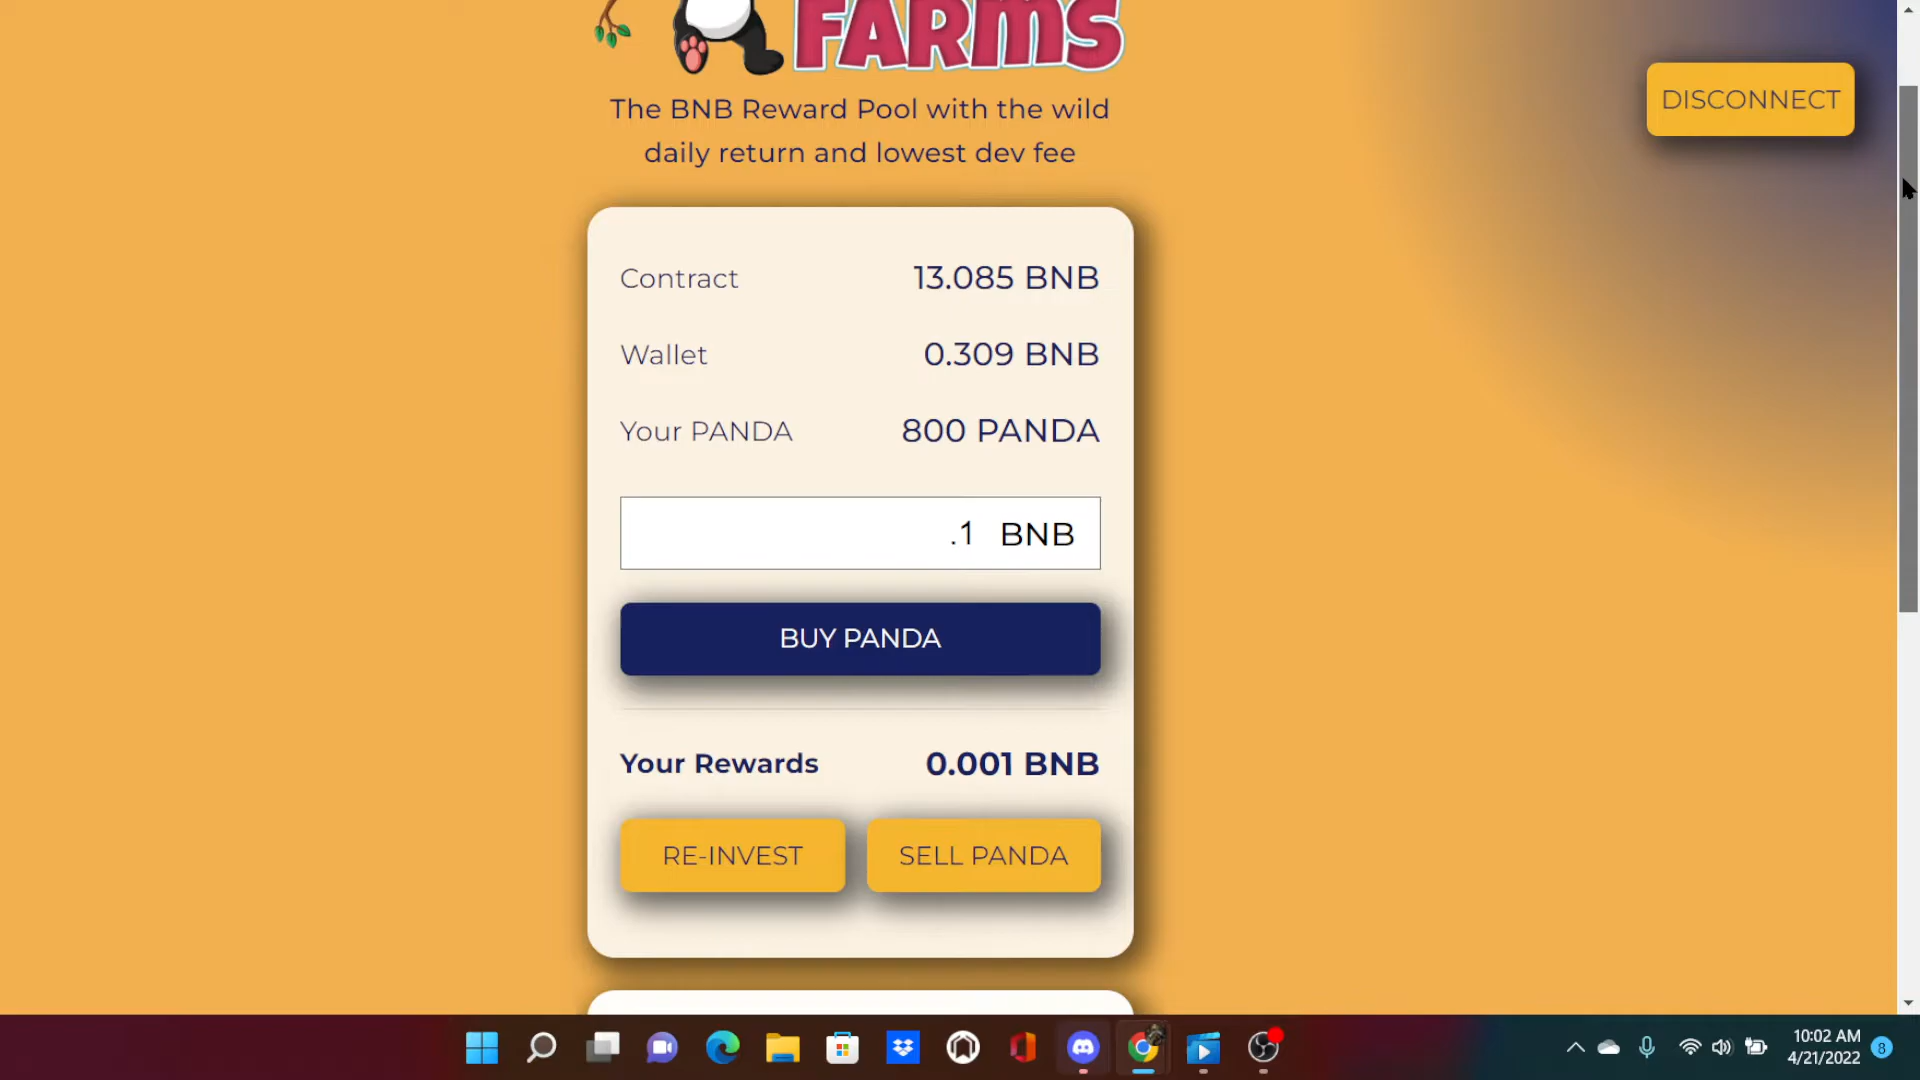 FARMS
DISCONNECT
The BNB Reward Pool with the wild
daily return and lowest dev fee
Contract 13.085 BNB
Wallet 0.309 BNB
Your PANDA 800 PANDA
.1 BNB
BUY PANDA
Your Rewards 0.001 BNB
RE-INVEST SELL PANDA
10:02 AM
4/21/2022 8